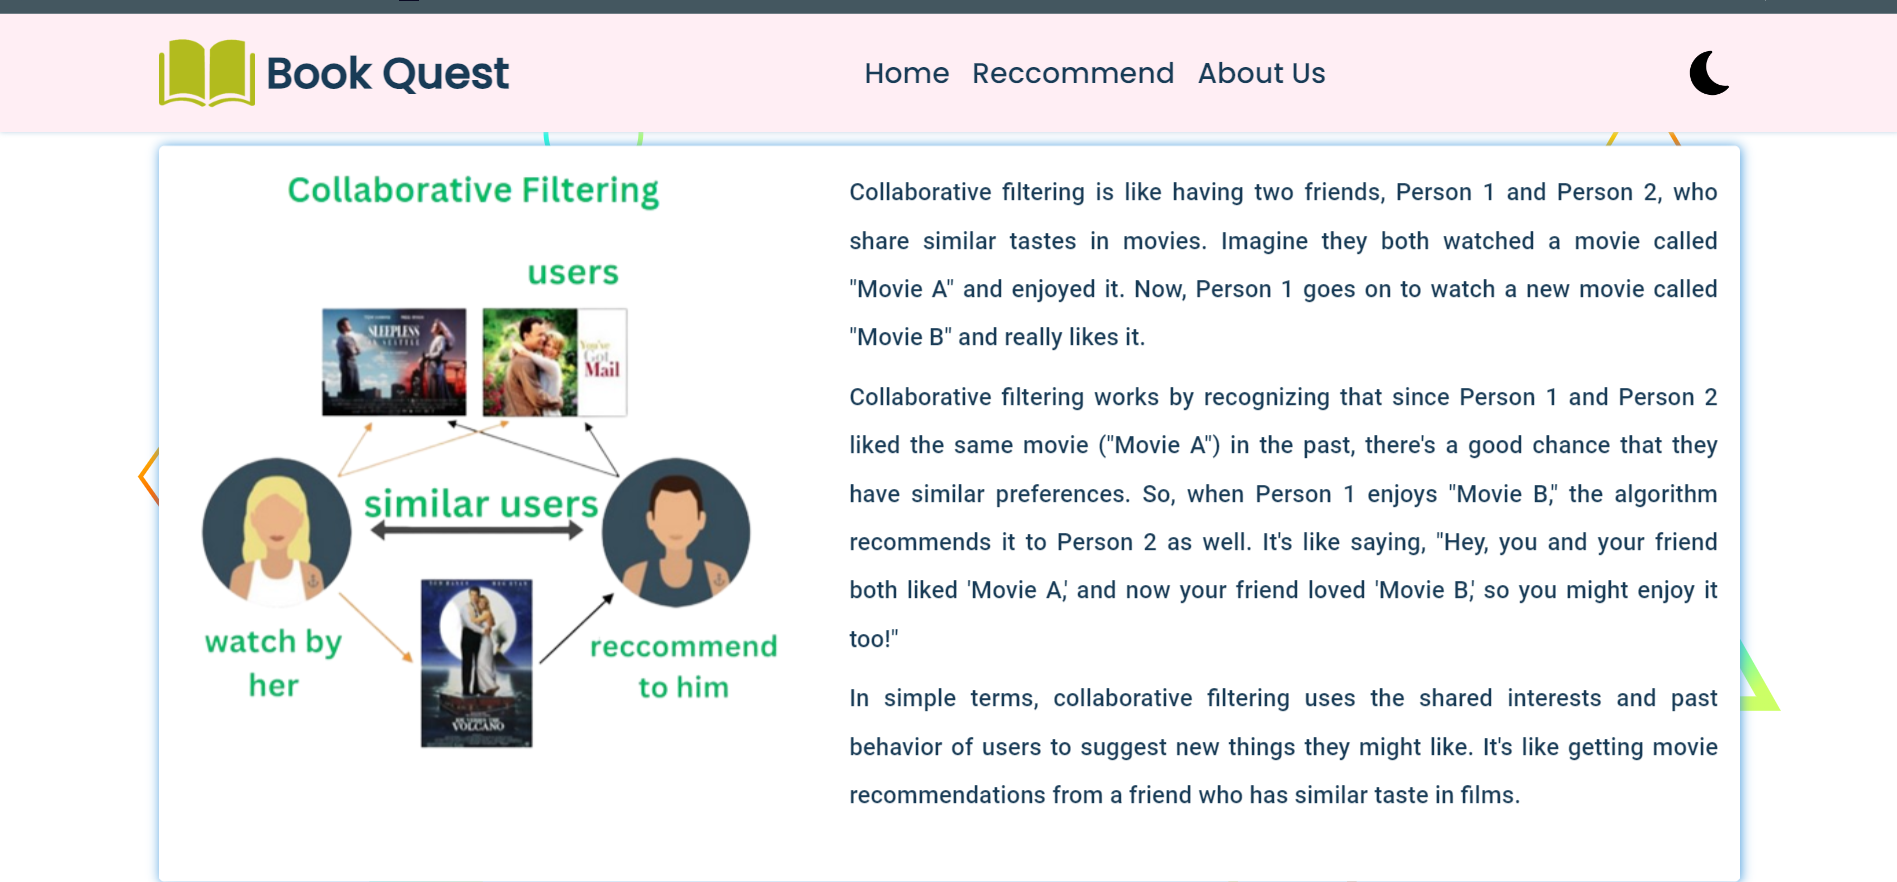 Book Quest
Home Reccommend About Us
Collaborative Filtering
users
SLEEPLESS
IN SEATTLE
You've
Got
Mail
similar users
watch by
her
VOLCANO
reccommend
to him
Collaborative filtering is like having two friends, Person 1 and Person 2, who
share similar tastes in movies. Imagine they both watched a movie called
"Movie A" and enjoyed it. Now, Person 1 goes on to watch a new movie called
"Movie B" and really likes it.
Collaborative filtering works by recognizing that since Person 1 and Person 2
liked the same movie ("Movie A") in the past, there's a good chance that they
have similar preferences. So, when Person 1 enjoys "Movie B," the algorithm
recommends it to Person 2 as well. It's like saying, "Hey, you and your friend
both liked 'Movie A,' and now your friend loved 'Movie B,' so you might enjoy it
too!"
In simple terms, collaborative filtering uses the shared interests and past
behavior of users to suggest new things they might like. It's like getting movie
recommendations from a friend who has similar taste in films.